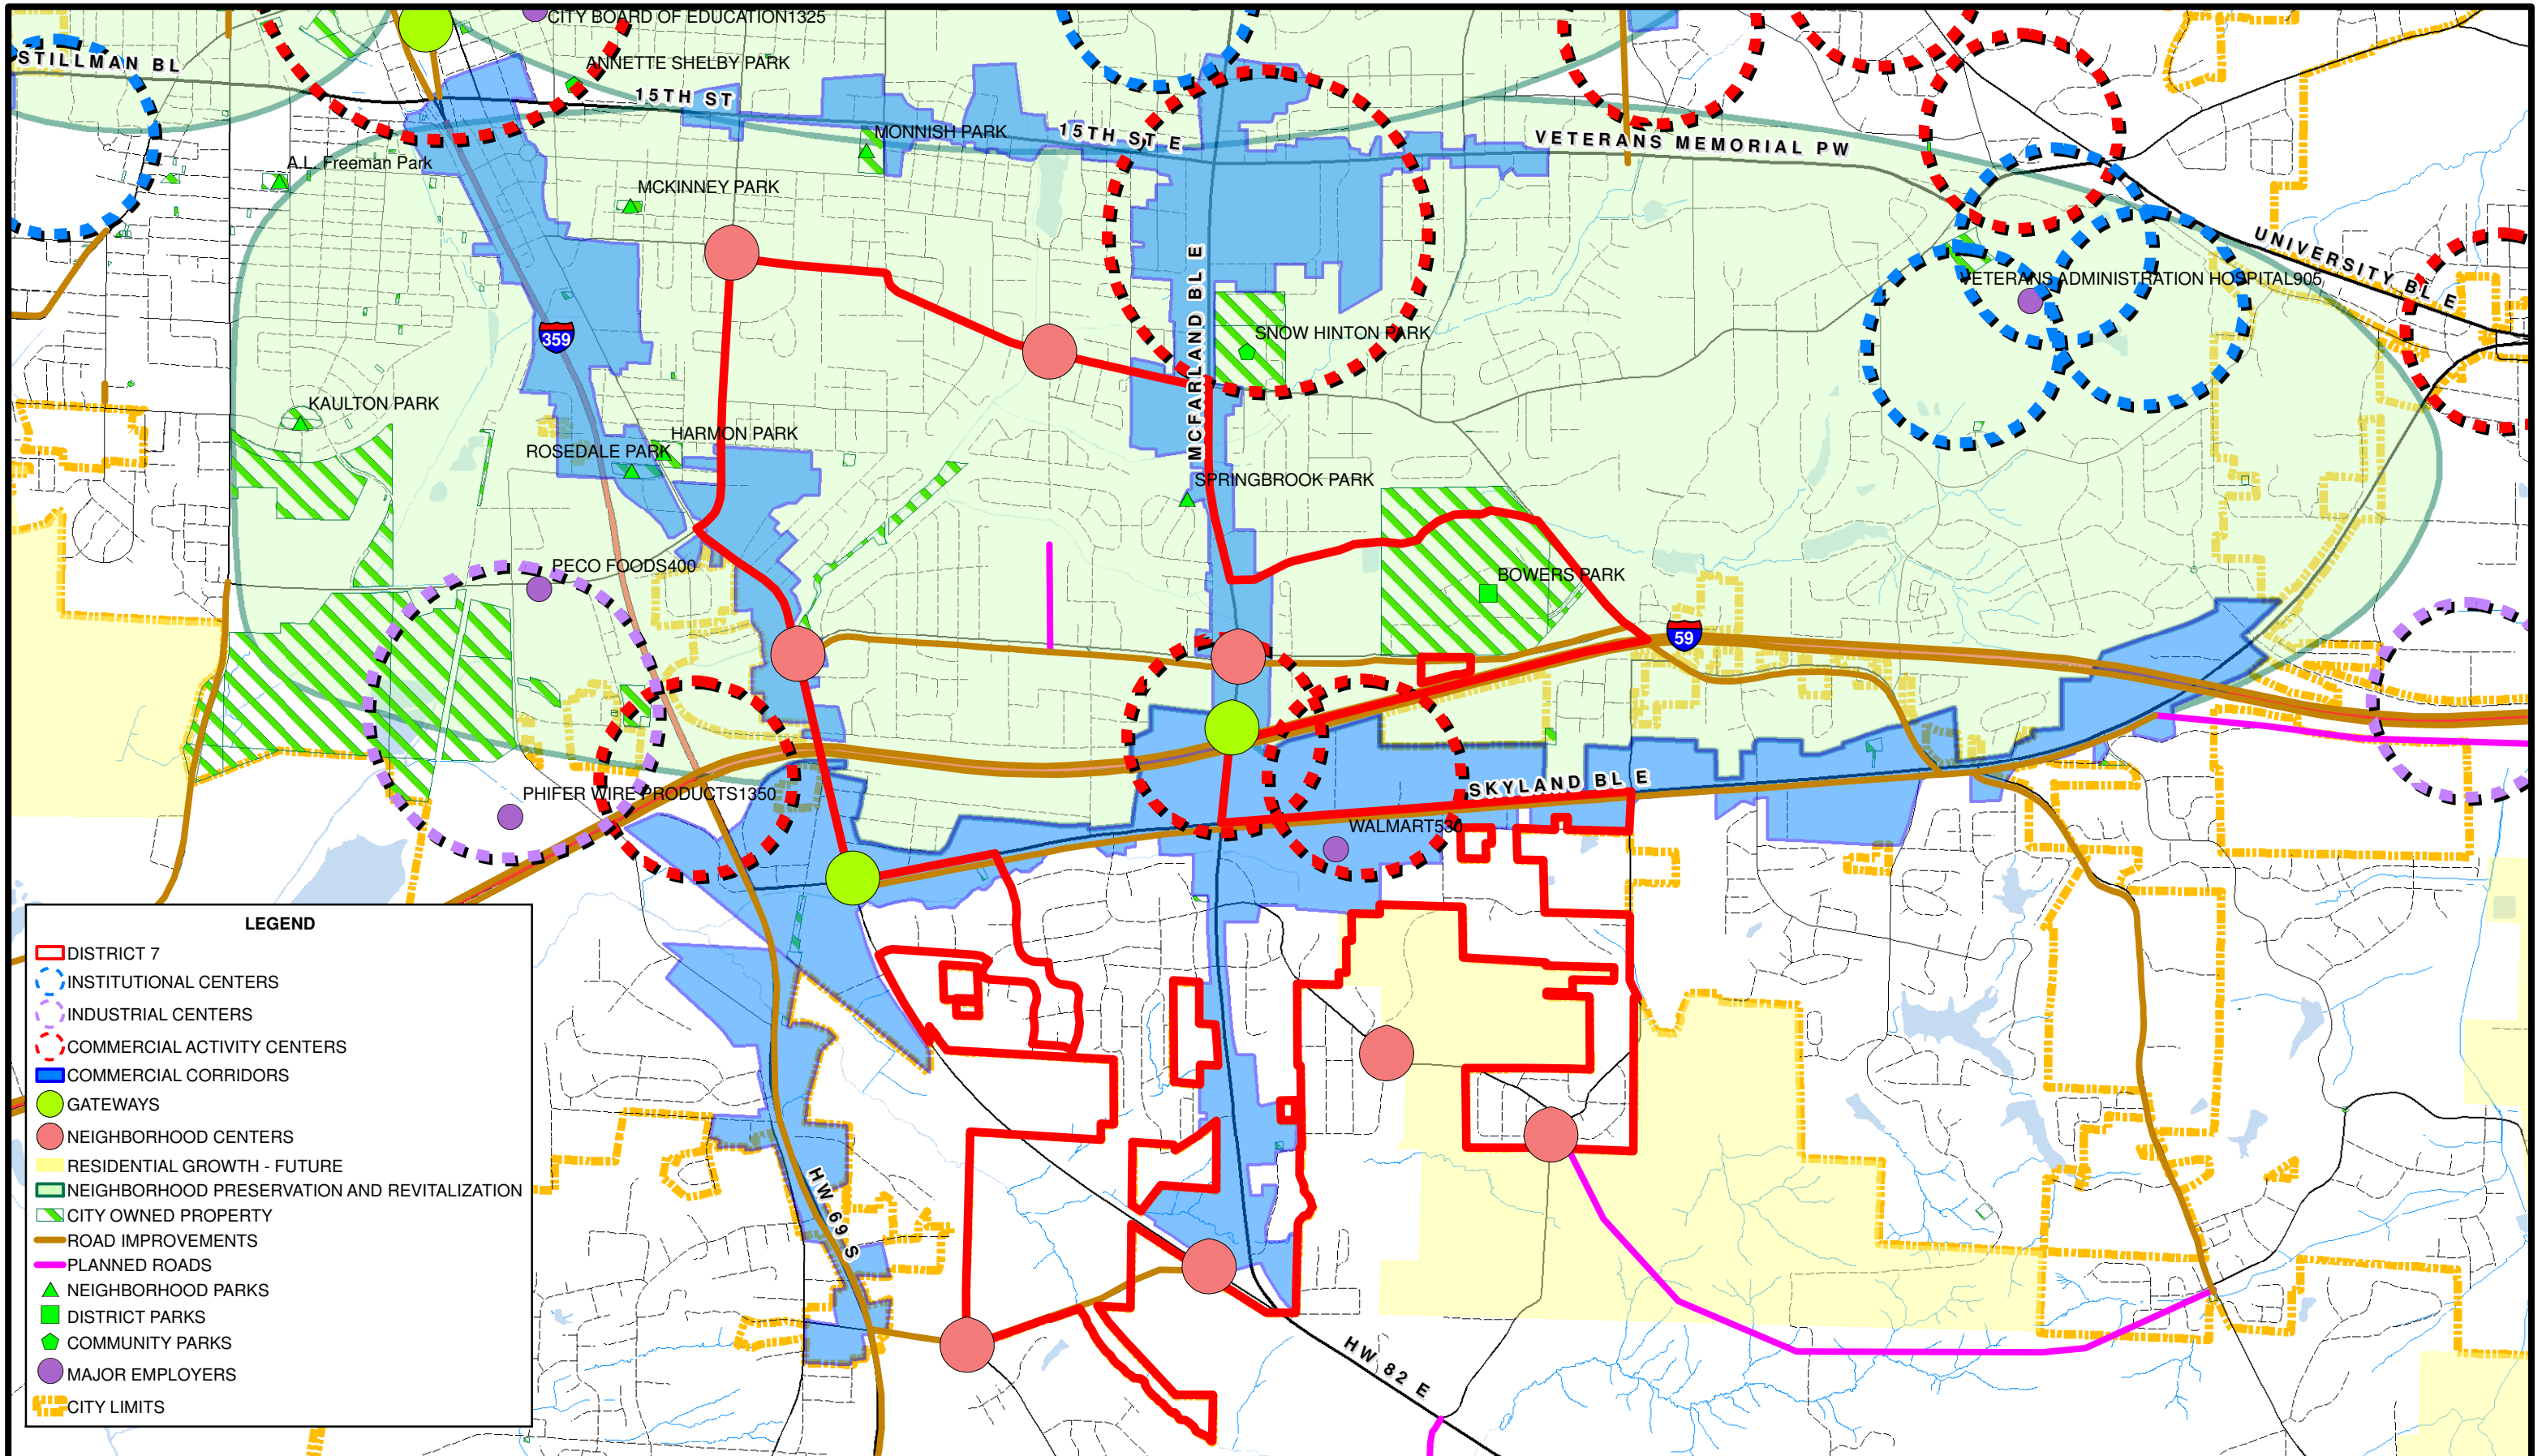 CITY BOARD OF EDUCATION1325
STILLMAN BL
ANNETTE SHELBY PARK
15TH ST
15TH ST E
MONNISH PARK
VETERANS MEMORIAL PW
A.L. Freeman Park
MCKINNEY PARK
UNIVERSITY BL E
VETERANS ADMINISTRATION HOSPITAL905
MCFARLAND BL E
359
SNOW HINTON PARK
KAULTON PARK
HARMON PARK
ROSEDALE PARK
SPRINGBROOK PARK
PECO FOODS400
BOWERS PARK
59
SKYLAND BL E
PHIFER WIRE PRODUCTS1350
WALMART530
HW 69 S
HW 82 E
LEGEND
DISTRICT 7
INSTITUTIONAL CENTERS
INDUSTRIAL CENTERS
COMMERCIAL ACTIVITY CENTERS
COMMERCIAL CORRIDORS
GATEWAYS
NEIGHBORHOOD CENTERS
RESIDENTIAL GROWTH - FUTURE
NEIGHBORHOOD PRESERVATION AND REVITALIZATION
CITY OWNED PROPERTY
ROAD IMPROVEMENTS
PLANNED ROADS
NEIGHBORHOOD PARKS
DISTRICT PARKS
COMMUNITY PARKS
MAJOR EMPLOYERS
CITY LIMITS